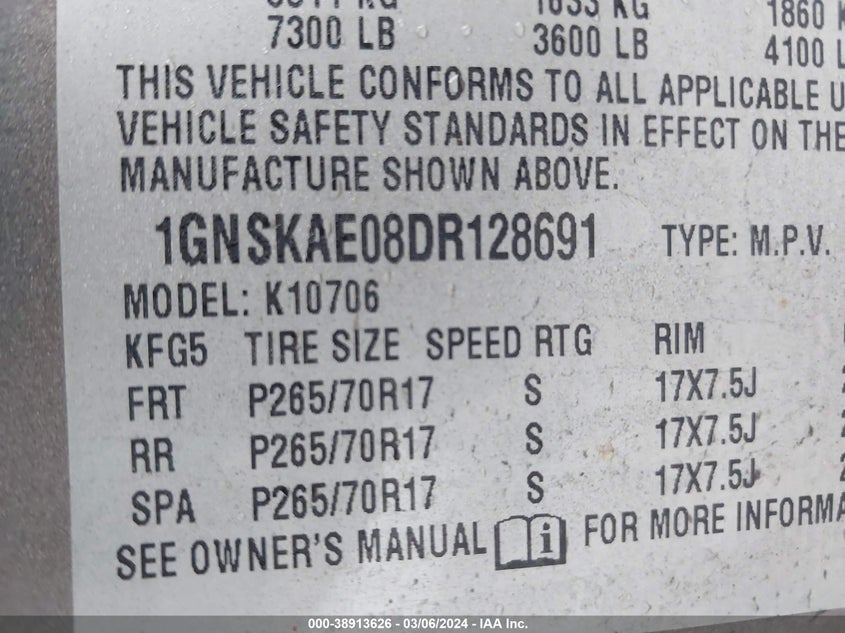 7300 LB 3600 LB 4100
THIS VEHICLE CONFORMS TO ALL APPLICABLE
VEHICLE SAFETY STANDARDS IN EFFECT ON THE
MANUFACTURE SHOWN ABOVE.
1GNSKAE08DR128691 TYPE: M.P.V.
MODEL: K10706
KFG5 TIRE SIZE SPEED RTG RIM
FRT P265/70R17 S 17X7.5J
RR P265/70R17 S 17X7.5J
SPA P265/70R17 S 17X7.5J
SEE OWNER'S MANUAL i FOR MORE
000-38913626 - 03/06/2024 - IAA Inc.